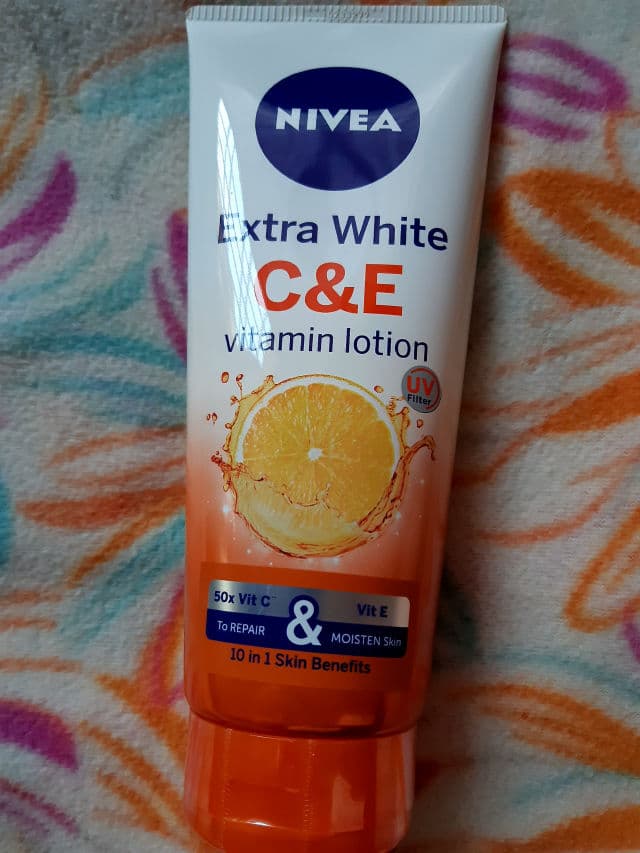 NIVEA
Extra White
C&E
vitamin lotion
UV
Filter
50x Vit C
& Vit E
To REPAIR
MOISTEN Skin
10 in 1 Skin Benefits